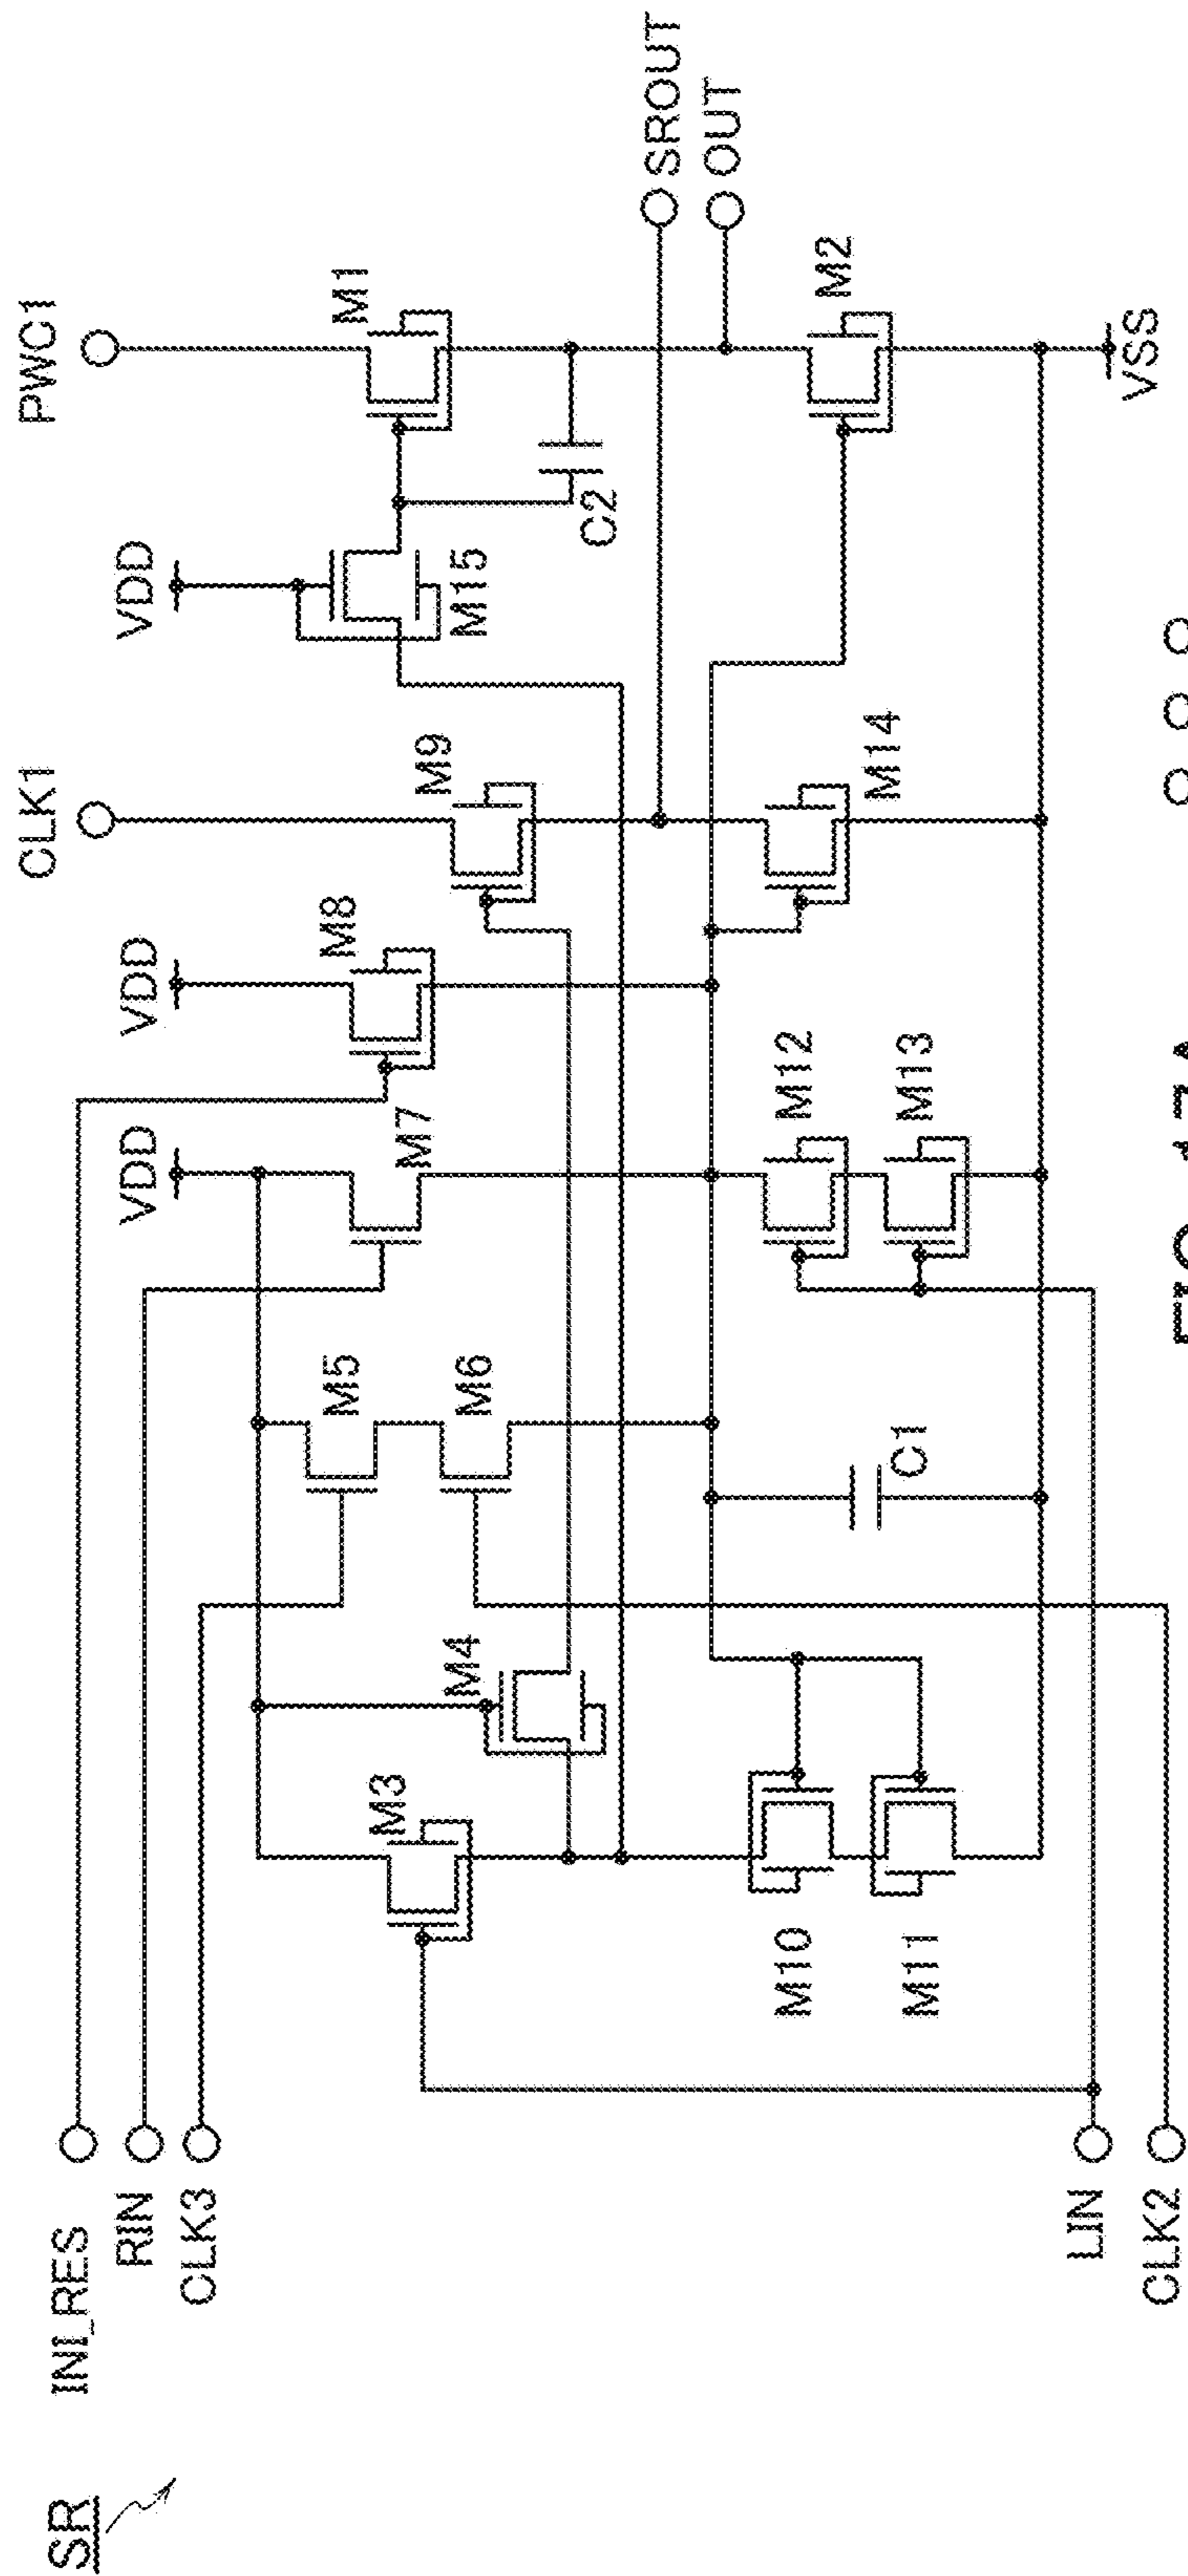 SR
INI_RES
RIN
CLK3
LIN
CLK2
VDD
VDD
CLK1
VDD
PWC1
M3
M4
M5
M6
M7
M8
M9
M15
M1
C2
SROUT
OUT
M10
M11
C1
M12
M13
M14
M2
VSS